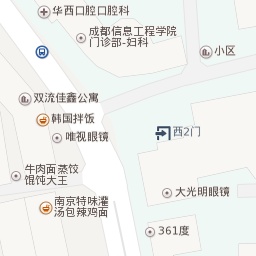 华西口腔口腔科
成都信息工程学院
门诊部-妇科
小区
双流佳鑫公寓
韩国拌饭
唯视眼镜
西2门
牛肉面蒸饺
馄饨大王
大光明眼镜
南京特味灌
汤包辣鸡面
361度